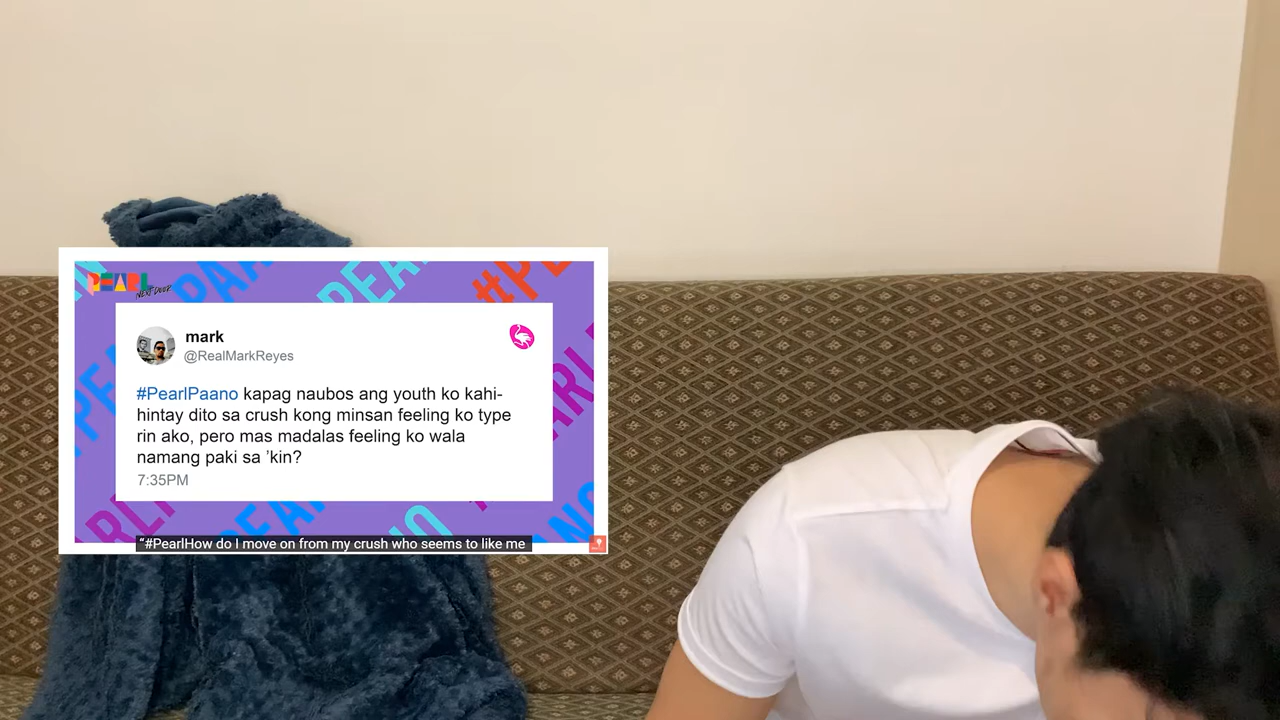 PEARL
NEXT DOOR
#PE
mark
@RealMarkReyes
#PearlPaano kapag naubos ang youth ko kahi-
hintay dito sa crush kong minsan feeling ko type
rin ako, pero mas madalas feeling ko wala
namang paki sa ’kin?
7:35PM
“#PearlHow do I move on from my crush who seems to like me